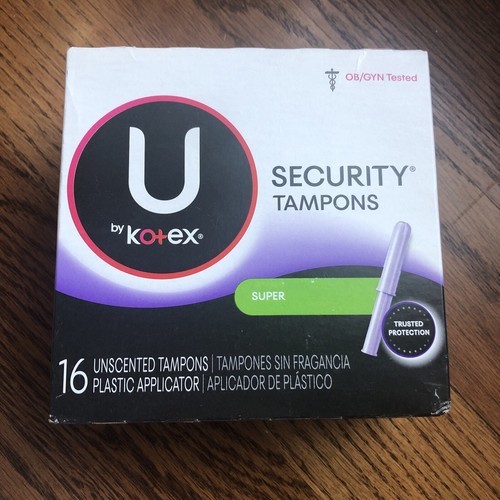 OB/GYN Tested
U
by Kotex®
SECURITY®
TAMPONS
SUPER
TRUSTED
PROTECTION
16 UNSCENTED TAMPONS | TAMPONES SIN FRAGANCIA
PLASTIC APPLICATOR | APLICADOR DE PLÁSTICO